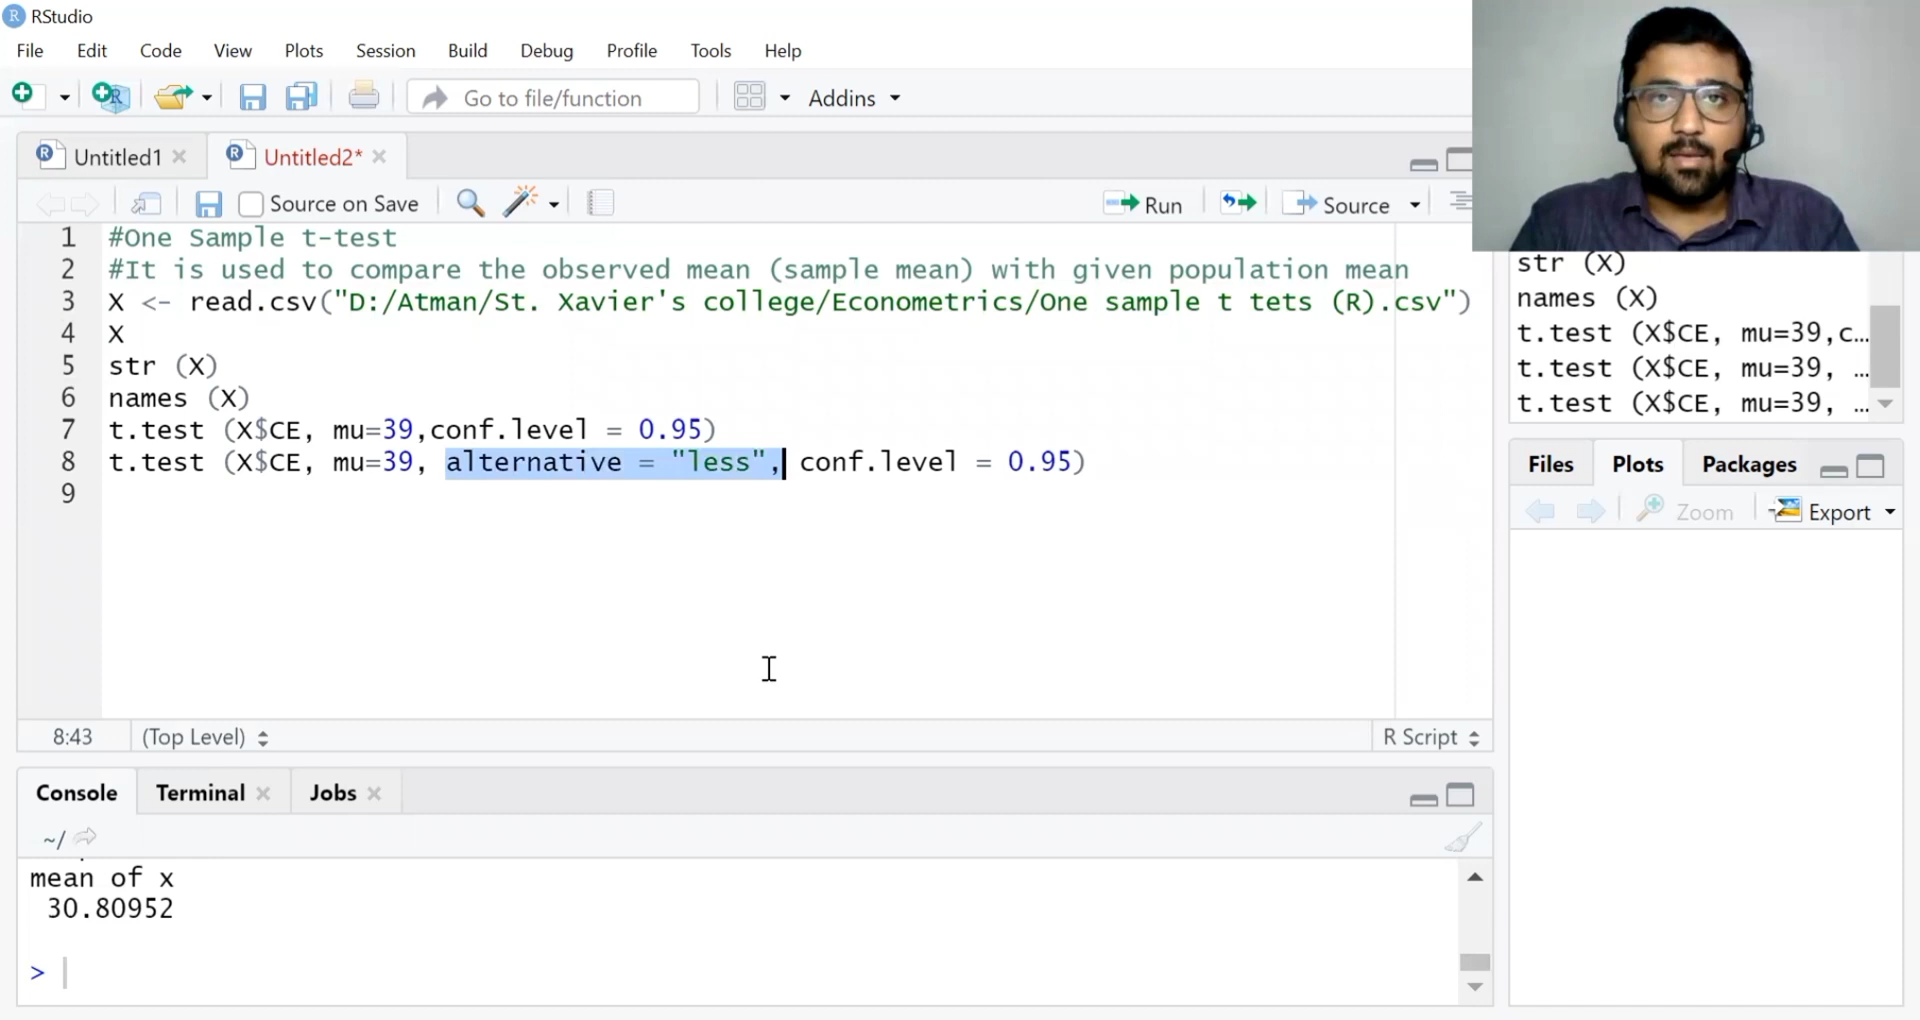 RStudio
File Edit Code View Plots Session Build Debug Profile Tools Help
Go to file/function Addins
Untitled1 Untitled2*
Source on Save Run Source
1 #One Sample t-test
2 #It is used to compare the observed mean (sample mean) with given population mean
3 X <- read.csv("D:/Atman/St. Xavier's college/Econometrics/One sample t tets (R).csv")
4 X
5 str (X)
6 names (X)
7 t.test (X$CE, mu=39,conf.level = 0.95)
8 t.test (X$CE, mu=39, alternative = "less", conf.level = 0.95)
9
8:43 (Top Level) R Script
Console Terminal Jobs
~/
mean of x
30.80952
>
str (X)
names (X)
t.test (X$CE, mu=39,c…
t.test (X$CE, mu=39, …
t.test (X$CE, mu=39, …
Files Plots Packages
Zoom Export